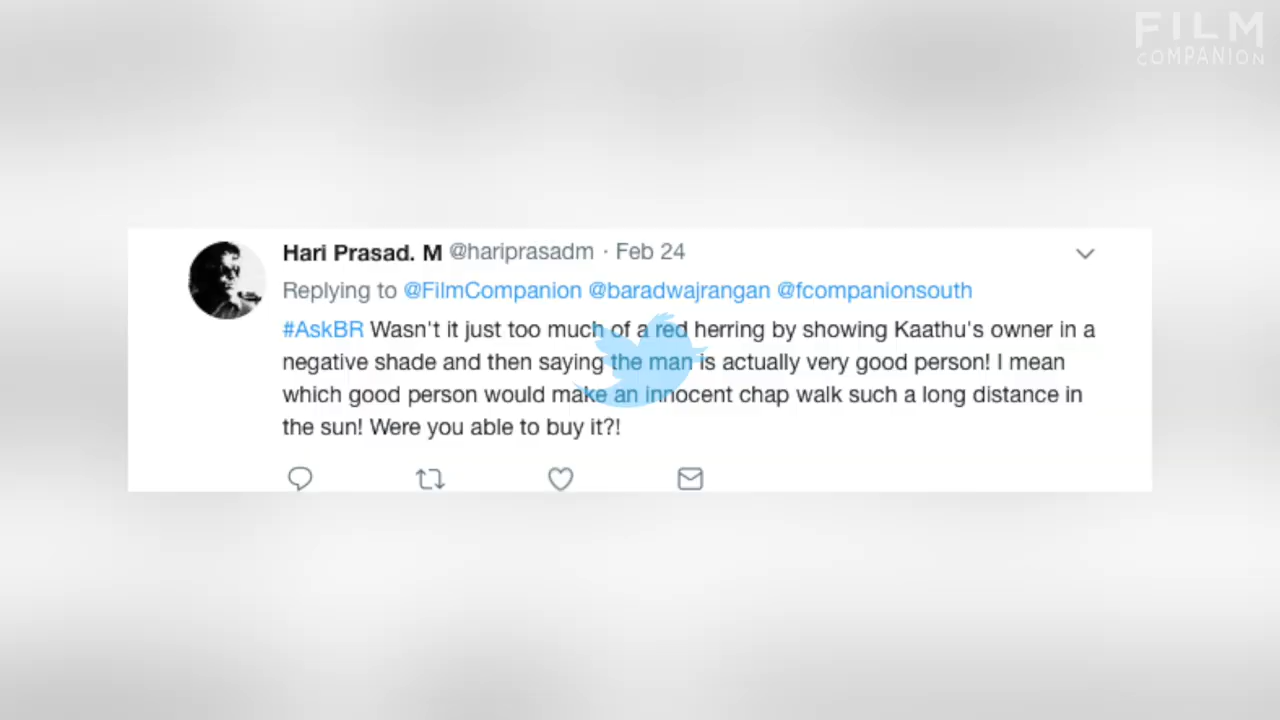 FILM
COMPANION
Hari Prasad. M @hariprasadm · Feb 24
Replying to @FilmCompanion @baradwajrangan @fcompanionsouth
#AskBR Wasn't it just too much of a red herring by showing Kaathu's owner in a
negative shade and then saying the man is actually very good person! I mean
which good person would make an innocent chap walk such a long distance in
the sun! Were you able to buy it?!